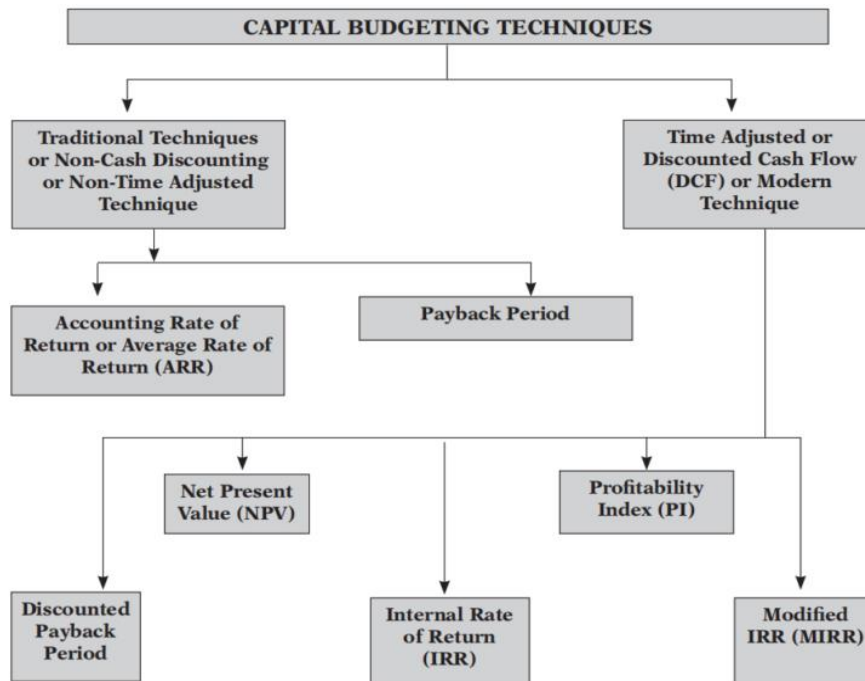 CAPITAL BUDGETING TECHNIQUES
Traditional Techniques
or Non-Cash Discounting
or Non-Time Adjusted
Technique
Time Adjusted or
Discounted Cash Flow
(DCF) or Modern
Technique
Accounting Rate of
Return or Average Rate of
Return (ARR)
Payback Period
Net Present
Value (NPV)
Profitability
Index (PI)
Discounted
Payback
Period
Internal Rate
of Return
(IRR)
Modified
IRR (MIRR)